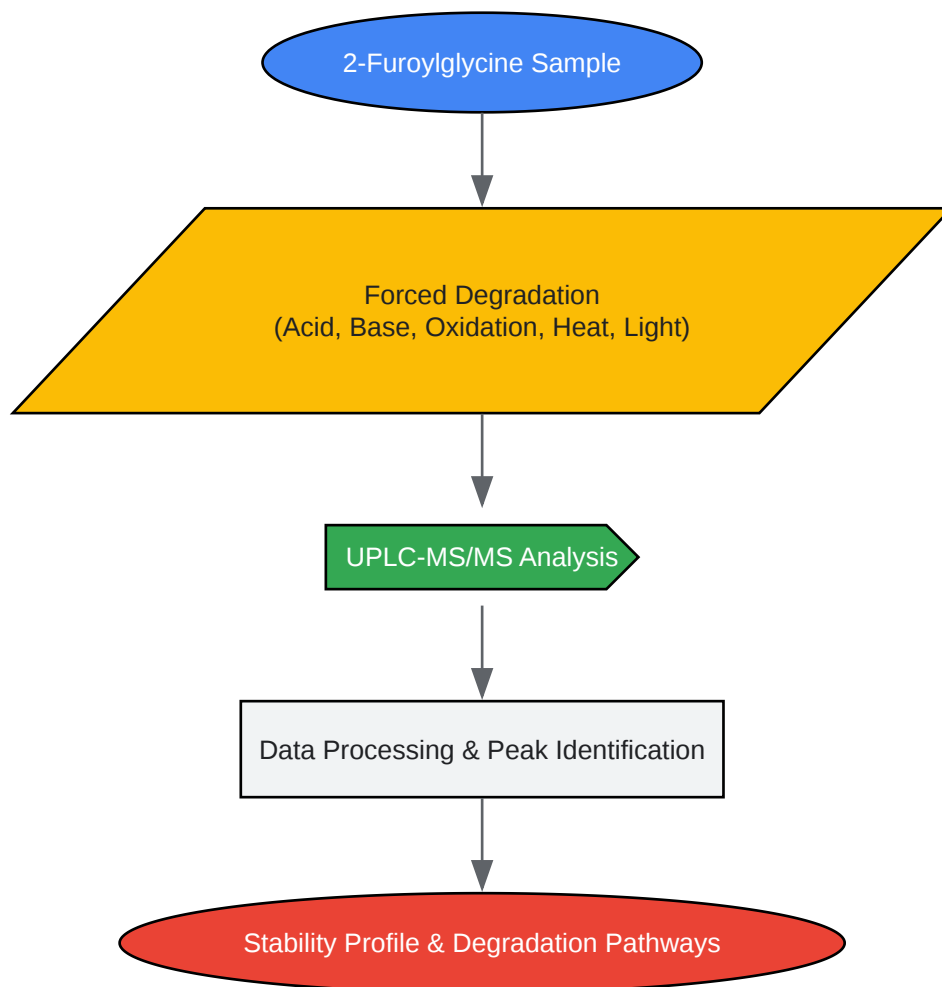 2-Furoylglycine Sample
Forced Degradation
(Acid, Base, Oxidation, Heat, Light)
UPLC-MS/MS Analysis
Data Processing & Peak Identification
Stability Profile & Degradation Pathways